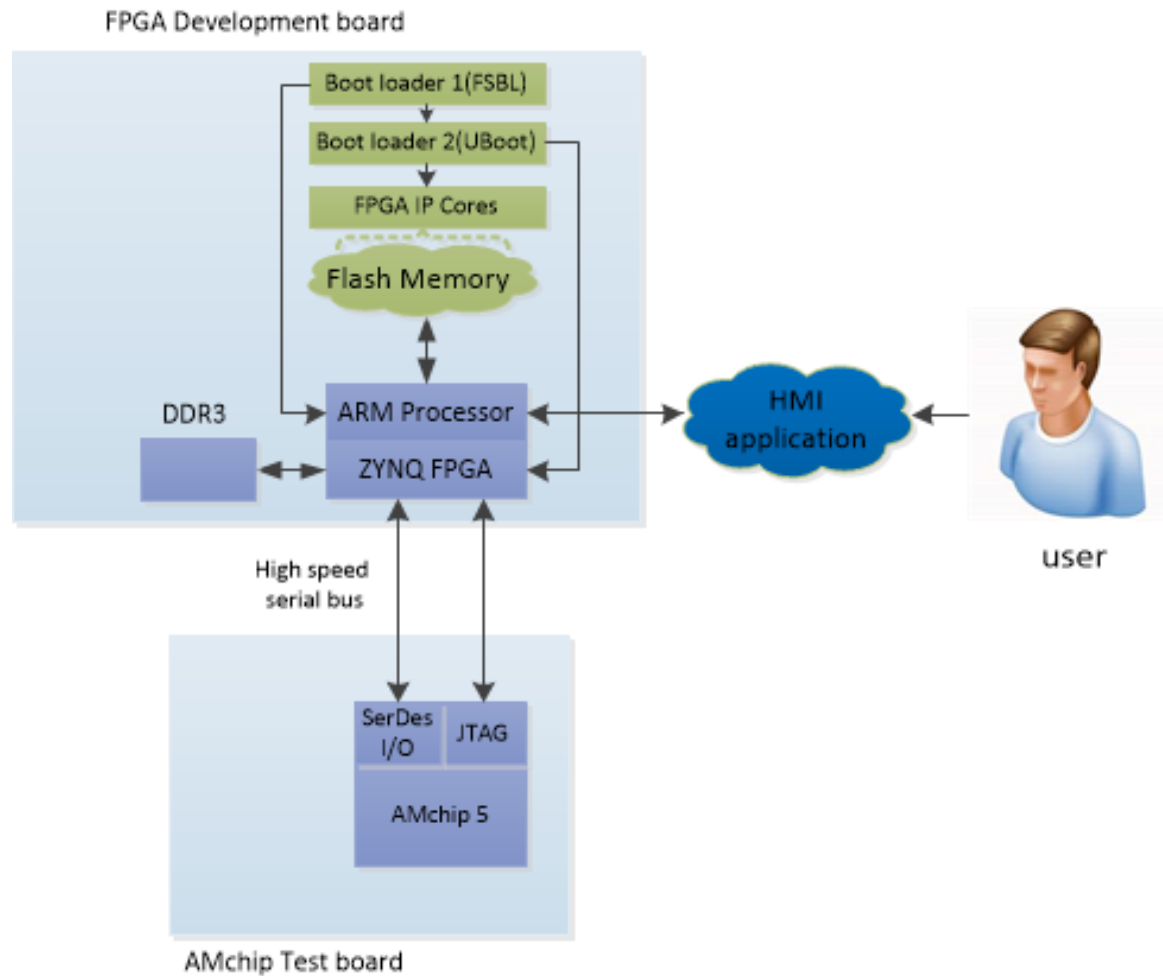 FPGA Development board
Boot loader 1(FSBL)
Boot loader 2(UBoot)
FPGA IP Cores
Flash Memory
DDR3
ARM Processor
ZYNQ FPGA
HMI
application
user
High speed
serial bus
SerDes
I/O
JTAG
AMchip 5
AMchip Test board